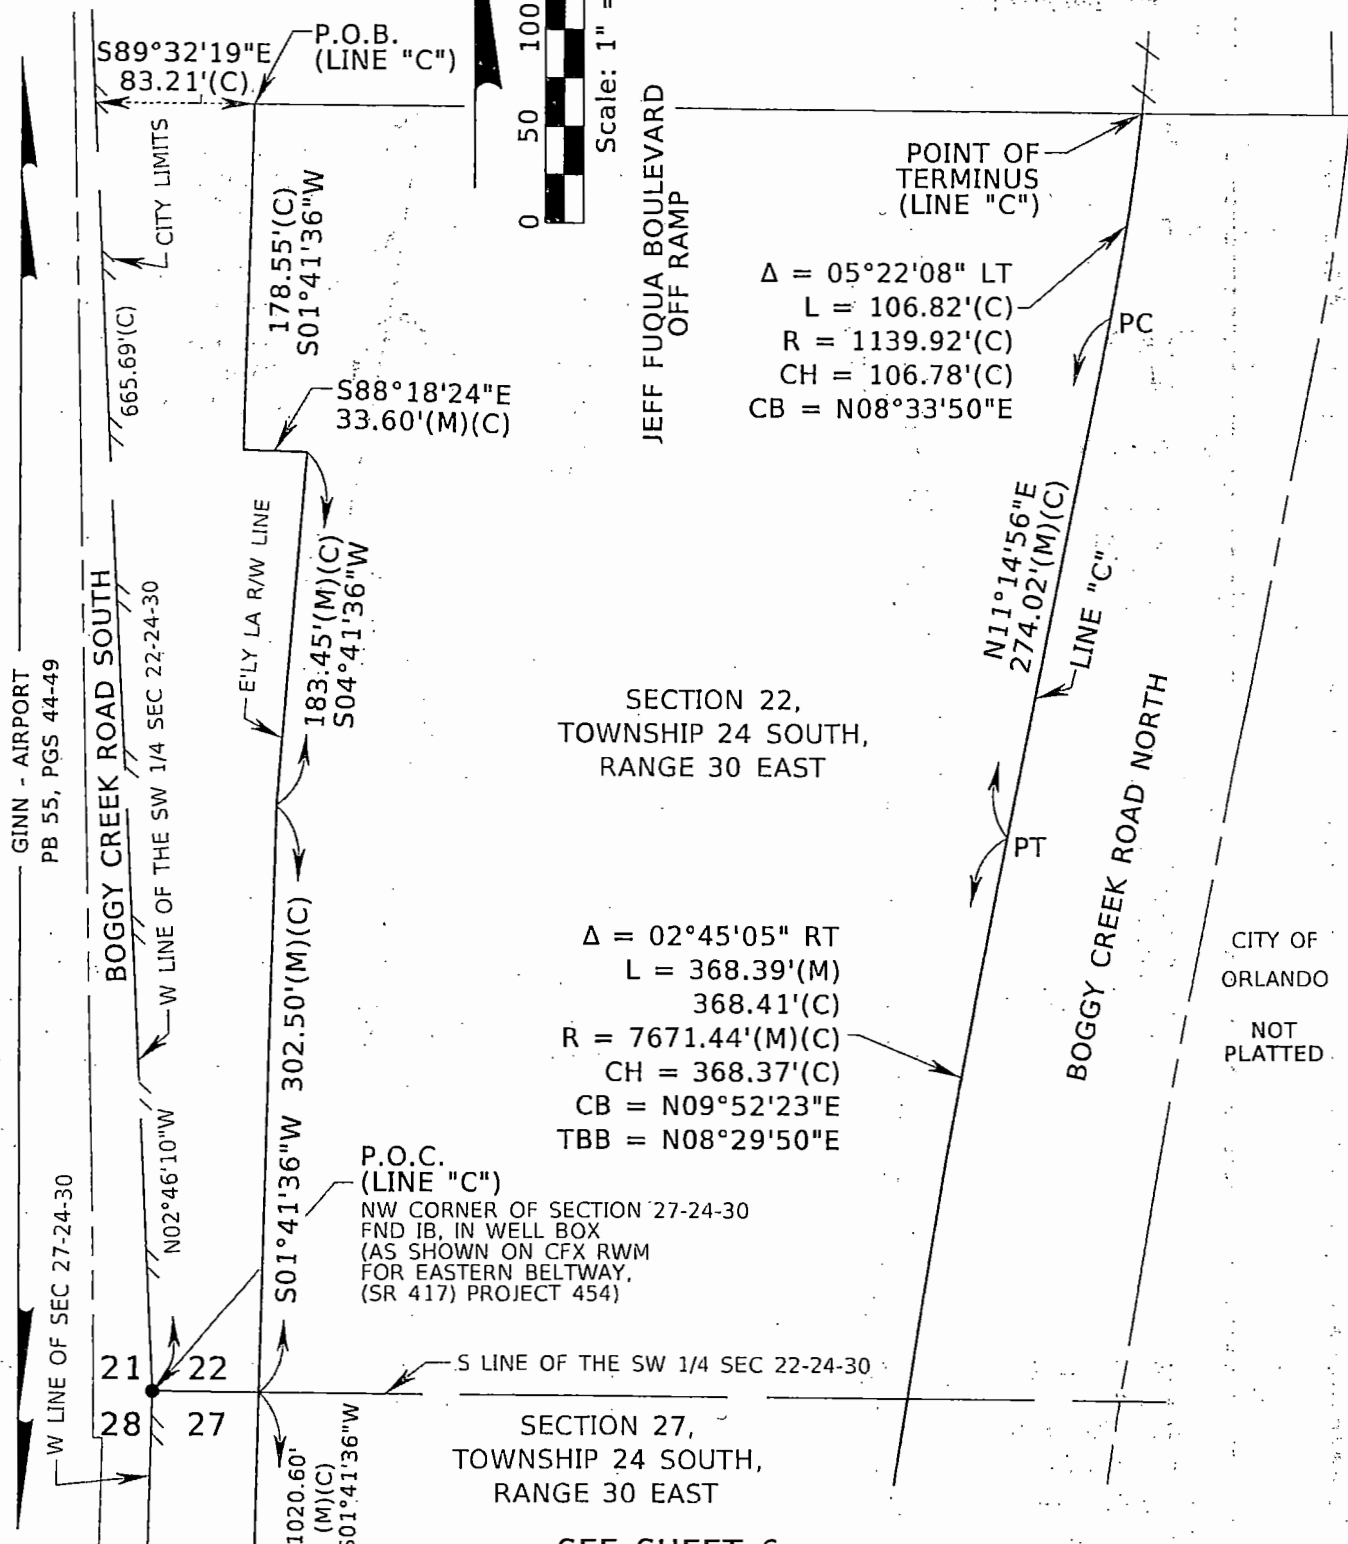 S89°32'19"E
83.21'(C)
P.O.B.
(LINE "C")
0
50
100
Scale: 1" =
CITY LIMITS
665.69'(C)
178.55'(C)
S01°41'36"W
S88°18'24"E
33.60'(M)(C)
JEFF FUQUA BOULEVARD
OFF RAMP
POINT OF
TERMINUS
(LINE "C")
Δ = 05°22'08" LT
L = 106.82'(C)
R = 1139.92'(C)
CH = 106.78'(C)
CB = N08°33'50"E
PC
N11°14'56"E
274.02'(M)(C)
LINE "C"
E'LY LA R/W LINE
183.45'(M)(C)
S04°41'36"W
GINN - AIRPORT
PB 55, PGS 44-49
BOGGY CREEK ROAD SOUTH
W LINE OF THE SW 1/4 SEC 22-24-30
SECTION 22,
TOWNSHIP 24 SOUTH,
RANGE 30 EAST
BOGGY CREEK ROAD NORTH
PT
Δ = 02°45'05" RT
L = 368.39'(M)
368.41'(C)
R = 7671.44'(M)(C)
CH = 368.37'(C)
CB = N09°52'23"E
TBB = N08°29'50"E
CITY OF
ORLANDO
NOT
PLATTED
S01°41'36"W 302.50'(M)(C)
N02°46'10"W
P.O.C.
(LINE "C")
NW CORNER OF SECTION 27-24-30
FND IB, IN WELL BOX
(AS SHOWN ON CFX RWM
FOR EASTERN BELTWAY,
(SR 417) PROJECT 454)
W LINE OF SEC 27-24-30
21 22
28 27
S LINE OF THE SW 1/4 SEC 22-24-30
1020.60'
(M)(C)
S01°41'36"W
SECTION 27,
TOWNSHIP 24 SOUTH,
RANGE 30 EAST
SEE SHEET 6